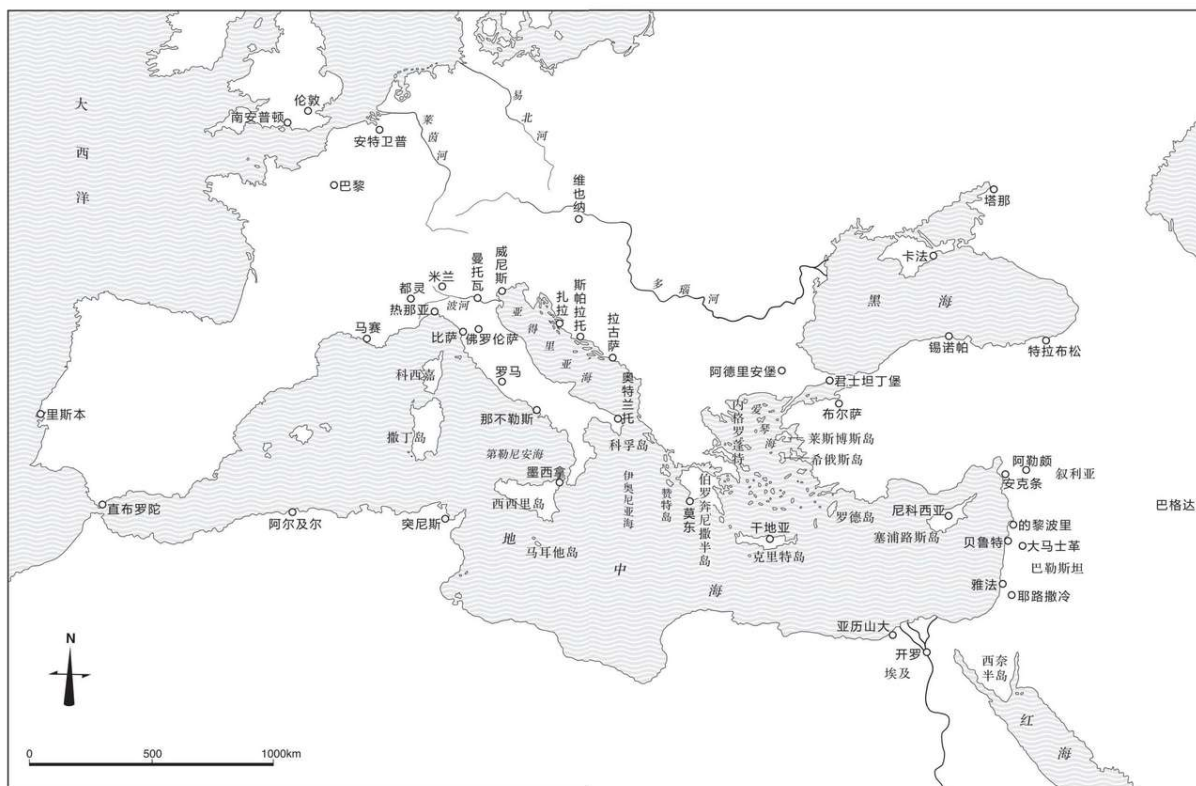 大西洋
伦敦
南安普顿
安特卫普
莱茵河
易北河
巴黎
维也纳
塔那
卡法
多瑙河
黑海
米兰
曼托瓦
威尼斯
都灵
热那亚
波河
亚得里亚海
扎拉
斯帕拉托
拉古萨
马赛
比萨
佛罗伦萨
锡诺帕
特拉布松
科西嘉
罗马
奥特兰托
阿德里安堡
君士坦丁堡
布尔萨
里斯本
撒丁岛
那不勒斯
内格罗蓬特
爱琴海
莱斯博斯岛
希俄斯岛
科孚岛
第勒尼安海
墨西拿
伊奥尼亚海
赞特岛
莫东
伯罗奔尼撒半岛
阿勒颇
叙利亚
安克条
直布罗陀
阿尔及尔
突尼斯
西西里岛
罗德岛
尼科西亚
塞浦路斯岛
巴格达
的黎波里
干地亚
克里特岛
贝鲁特
大马士革
巴勒斯坦
马耳他岛
地中海
雅法
耶路撒冷
亚历山大
开罗
埃及
西奈
半岛
红海
N
0 500 1000km